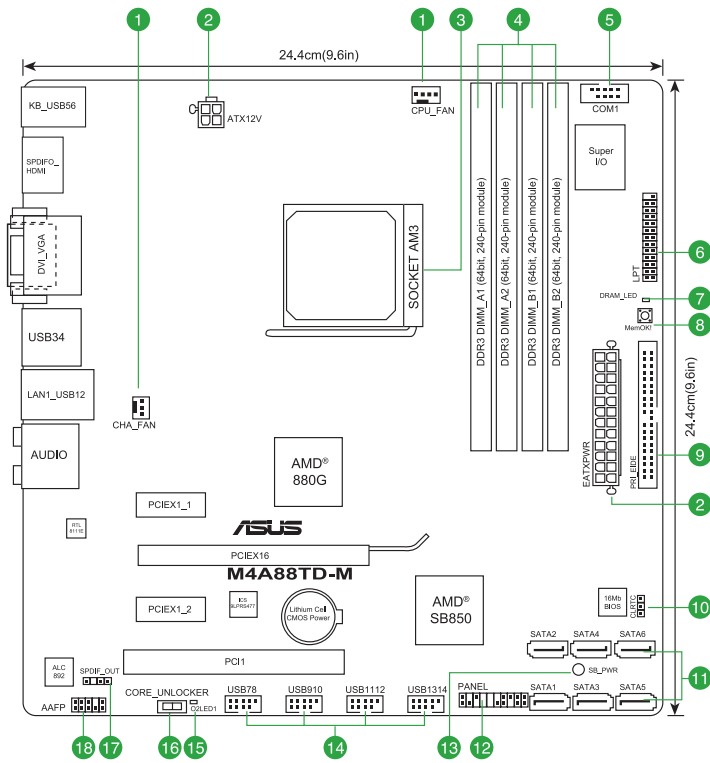 1
2
1
3
4
5
24.4cm(9.6in)
KB_USB56
ATX12V
CPU_FAN
COM1
SPDIFO_
HDMI
Super
I/O
DVI_VGA
SOCKET AM3
DDR3 DIMM_A1 (64bit, 240-pin module)
DDR3 DIMM_A2 (64bit, 240-pin module)
DDR3 DIMM_B1 (64bit, 240-pin module)
DDR3 DIMM_B2 (64bit, 240-pin module)
LPT
6
DRAM_LED
7
MemOK!
8
USB34
LAN1_USB12
CHA_FAN
AUDIO
EATXPWR
PRI_EIDE
24.4cm(9.6in)
9
2
AMD®
880G
PCIEX1_1
RTL
8111E
ASUS
PCIEX16
M4A88TD-M
PCIEX1_2
ICS
9LPRS477
Lithium Cell
CMOS Power
AMD®
SB850
16Mb
BIOS
CLRTC
10
SATA2
SATA4
SATA6
PCI1
ALC
892
SPDIF_OUT
SB_PWR
11
AAFP
CORE_UNLOCKER
O2LED1
USB78
USB910
USB1112
USB1314
PANEL
SATA1
SATA3
SATA5
18
17
16
15
14
13
12